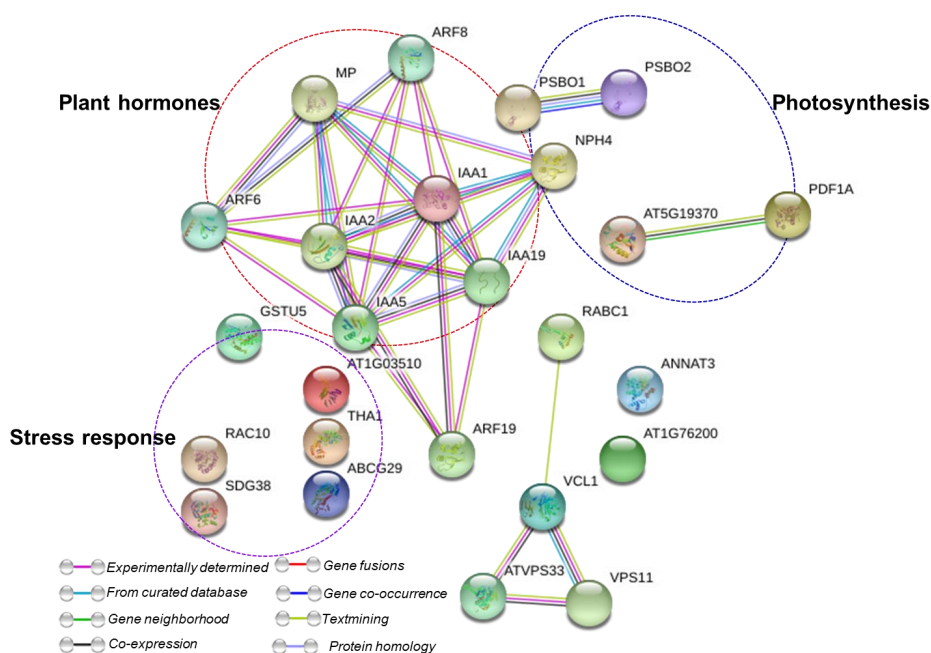 ARF8
MP
PSBO1
PSBO2
Plant hormones
Photosynthesis
NPH4
IAA1
PDF1A
ARF6
IAA2
AT5G19370
IAA19
IAA5
GSTU5
RABC1
AT1G03510
ANNAT3
THA1
Stress response
RAC10
ARF19
AT1G76200
ABCG29
SDG38
VCL1
ATVPS33
VPS11
Experimentally determined
Gene fusions
From curated database
Gene co-occurrence
Gene neighborhood
Textmining
Co-expression
Protein homology